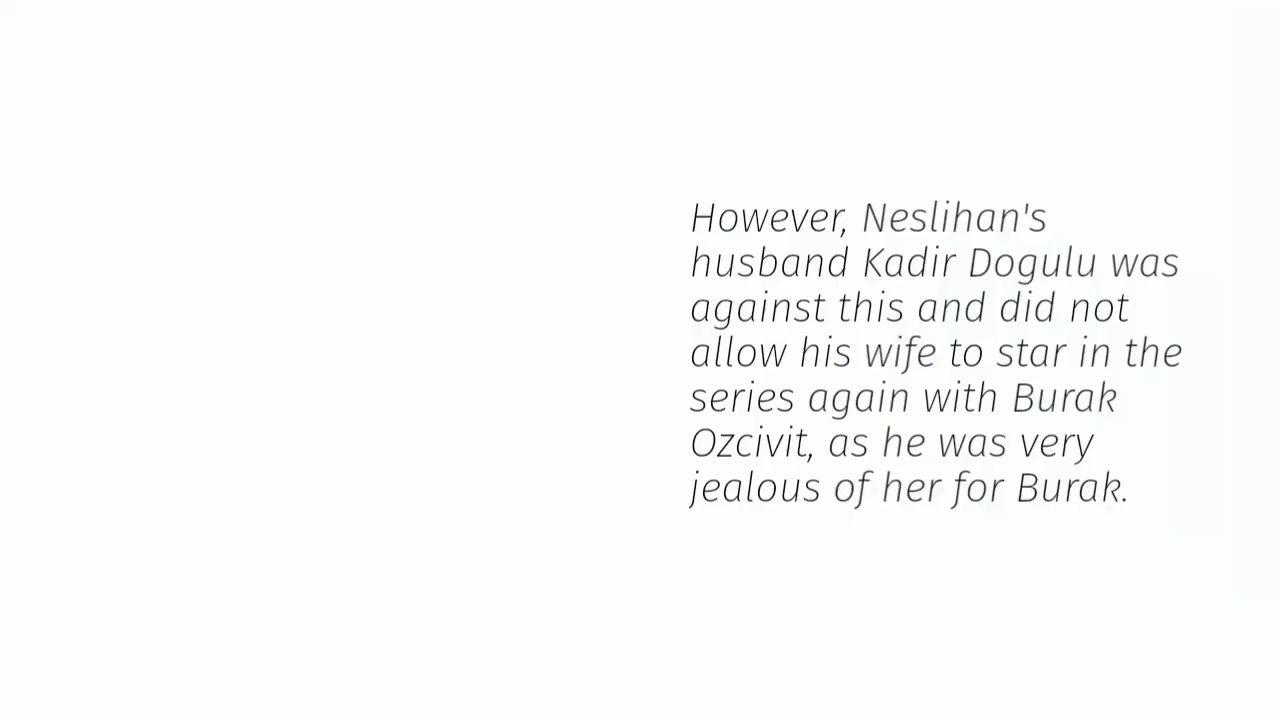 However, Neslihan's
husband Kadir Dogulu was
against this and did not
allow his wife to star in the
series again with Burak
Ozcivit, as he was very
jealous of her for Burak.